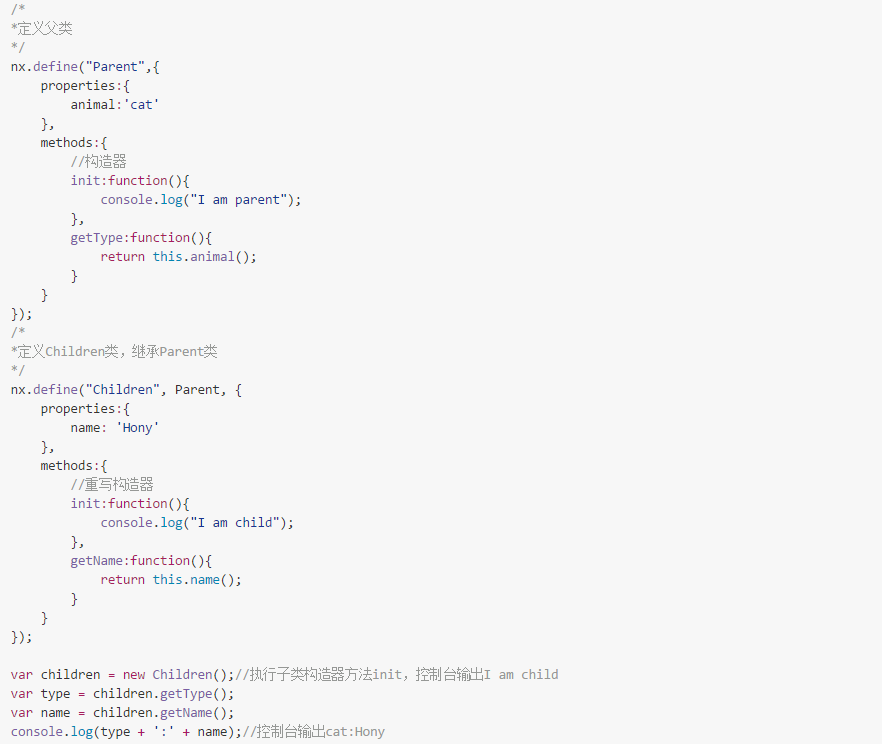 /*
*定义父类
*/
nx.define("Parent",{
    properties:{
        animal:'cat'
    },
    methods:{
        //构造器
        init:function(){
            console.log("I am parent");
        },
        getType:function(){
            return this.animal();
        }
    }
});
/*
*定义Children类，继承Parent类
*/
nx.define("Children", Parent, {
    properties:{
        name: 'Hony'
    },
    methods:{
        //重写构造器
        init:function(){
            console.log("I am child");
        },
        getName:function(){
            return this.name();
        }
    }
});

var children = new Children();//执行子类构造器方法init，控制台输出I am child
var type = children.getType();
var name = children.getName();
console.log(type + ':' + name);//控制台输出cat:Hony